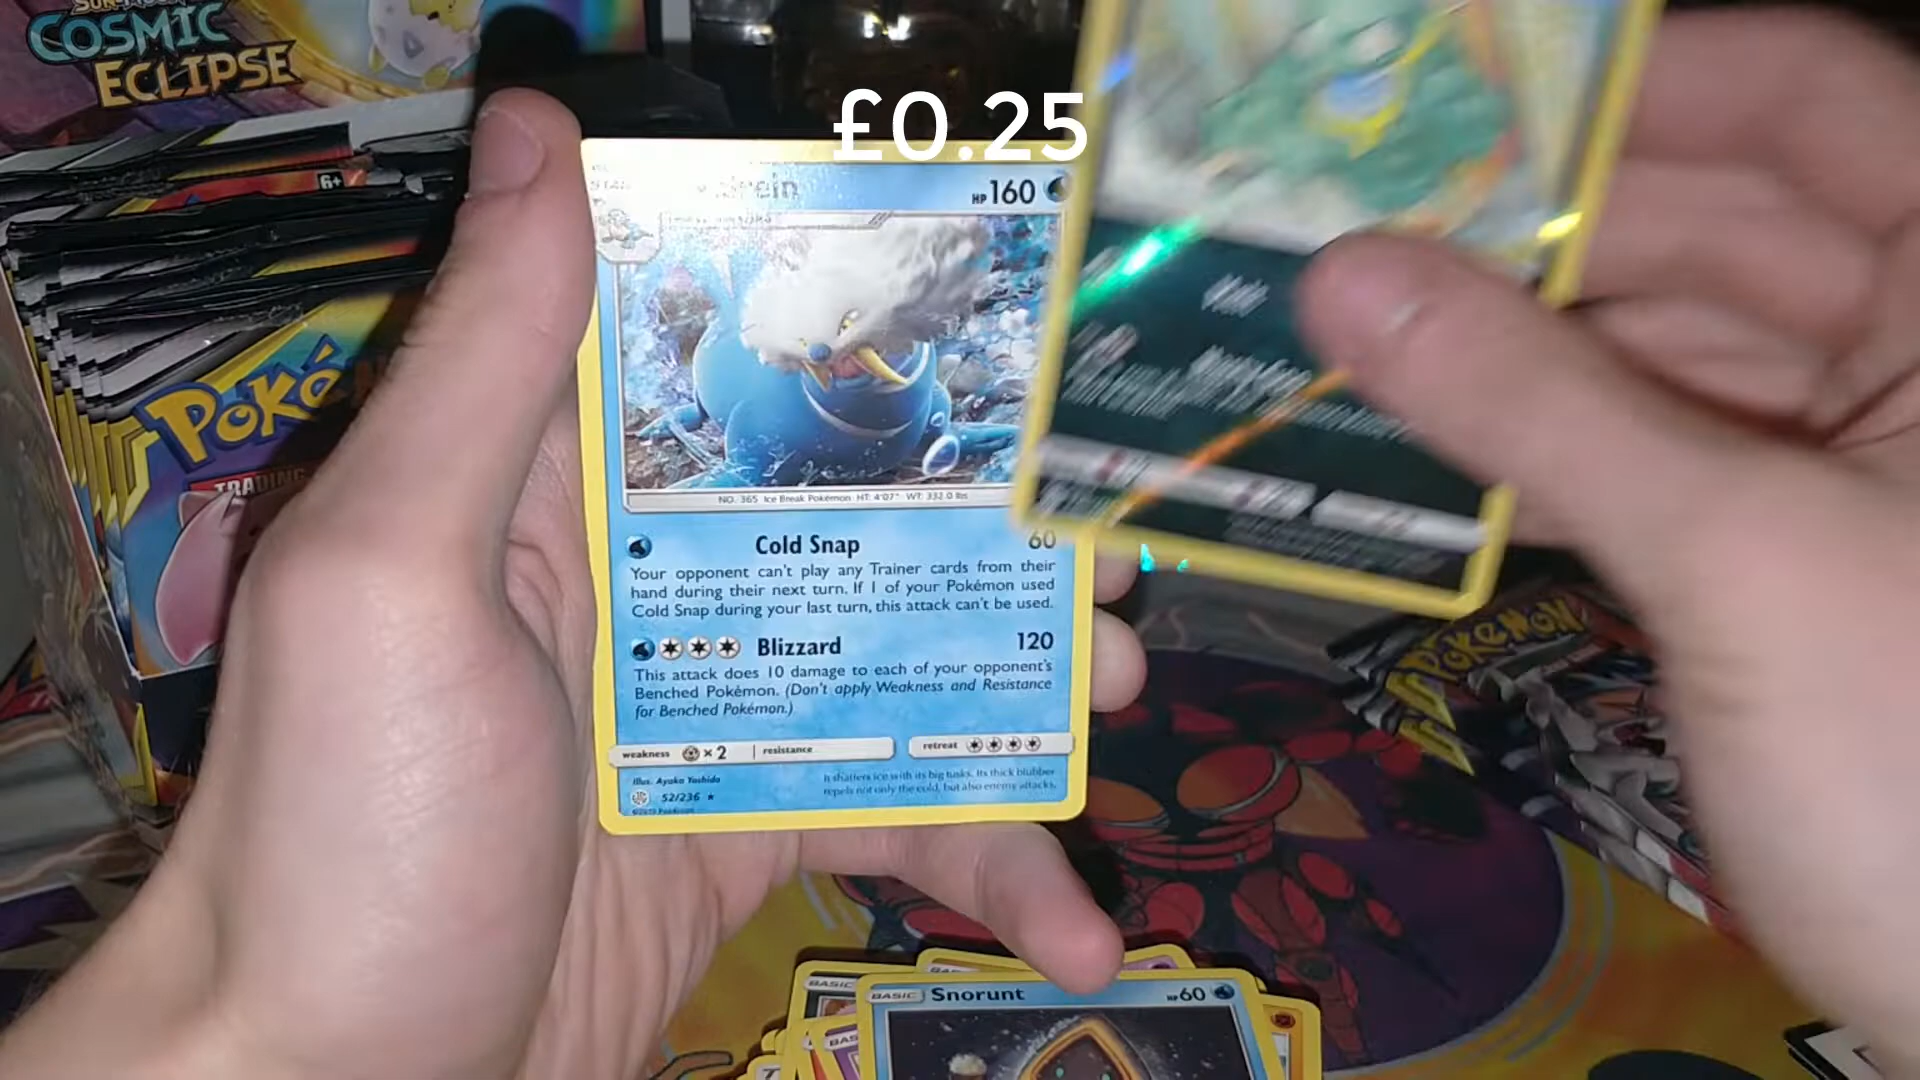 COSMIC
ECLIPSE
£0.25
HP 160
NO. 365 Ice Break Pokémon HT: 4'07" WT: 332.0 lbs
Cold Snap 60
Your opponent can't play any Trainer cards from their
hand during their next turn. If 1 of your Pokémon used
Cold Snap during your last turn, this attack can't be used.
Blizzard 120
This attack does 10 damage to each of your opponent's
Benched Pokémon. (Don't apply Weakness and Resistance
for Benched Pokémon.)
weakness ×2 resistance retreat
Illus. Ayaka Yoshida
It shatters ice with its big tusks. Its thick blubber
repels not only the cold, but also enemy attacks.
52/236
6+
Poké
TRADING
POKéMON
BASIC
BASIC Snorunt HP 60